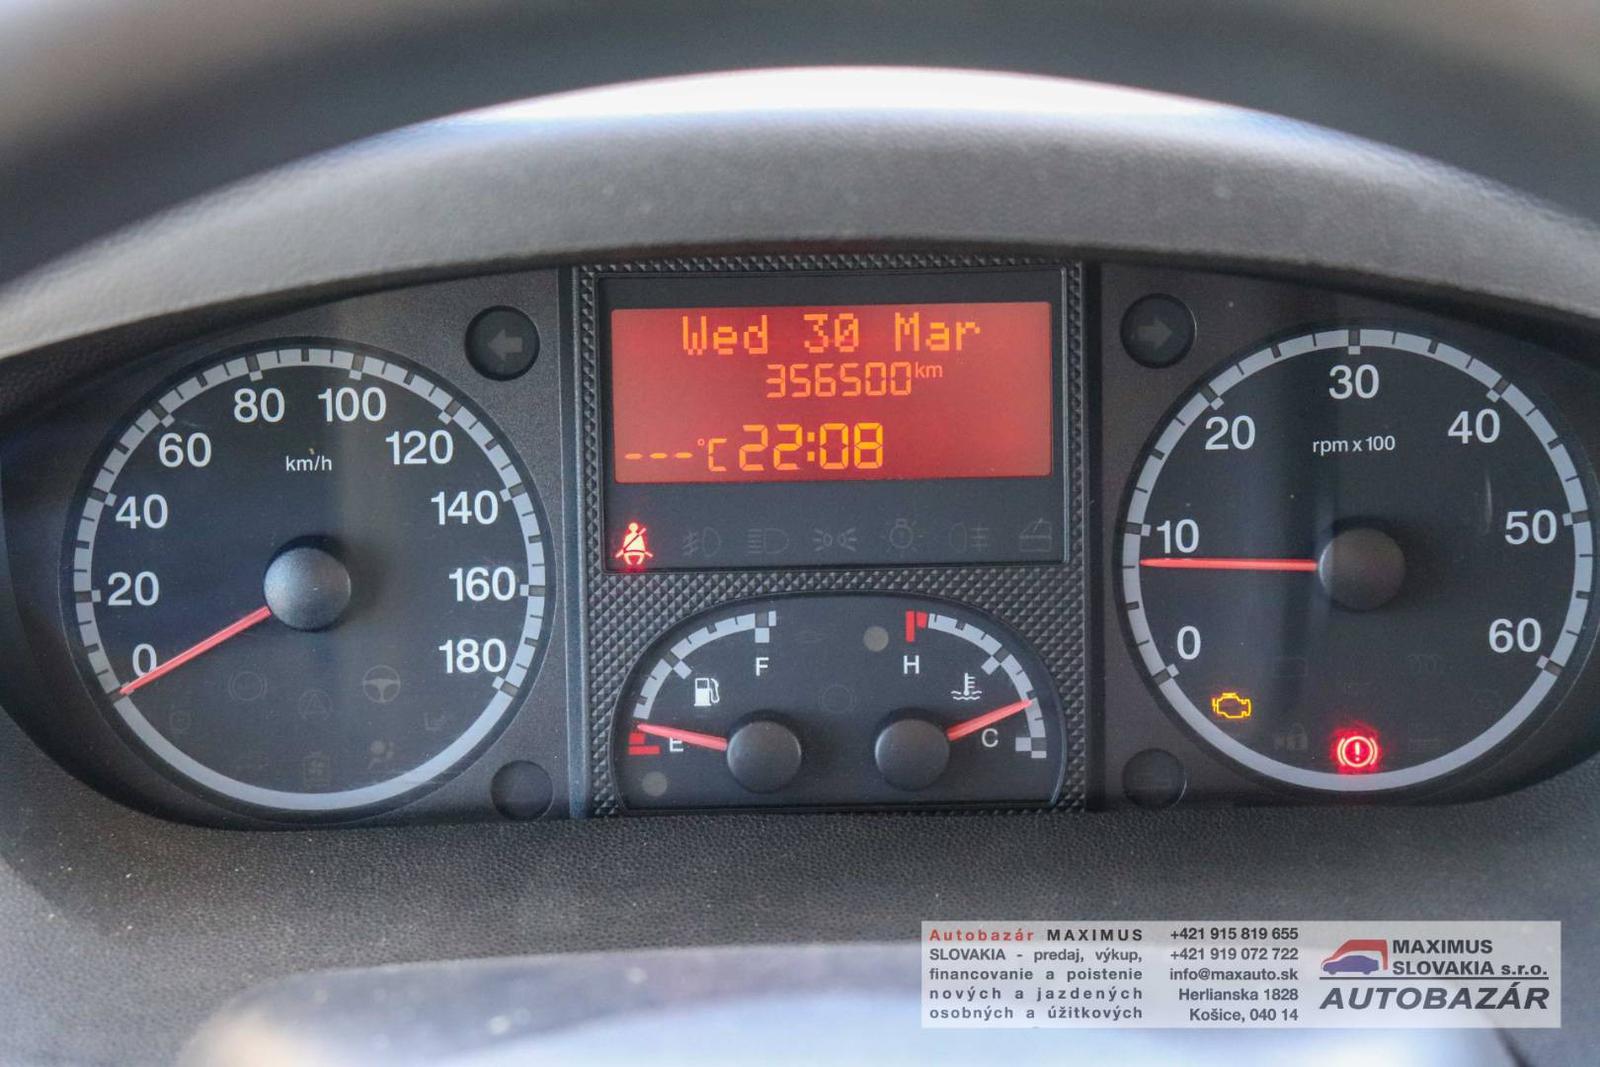 Wed 30 Mar
356500 km
---°C 22:08
km/h
0
20
40
60
80
100
120
140
160
180
F
E
H
C
rpm x 100
0
10
20
30
40
50
60
Autobazár MAXIMUS
SLOVAKIA - predaj, výkup,
financovanie a poistenie
nových a jazdených
osobných a úžitkových
+421 915 819 655
+421 919 072 722
info@maxauto.sk
Herlianska 1828
Košice, 040 14
MAXIMUS
SLOVAKIA s.r.o.
AUTOBAZÁR